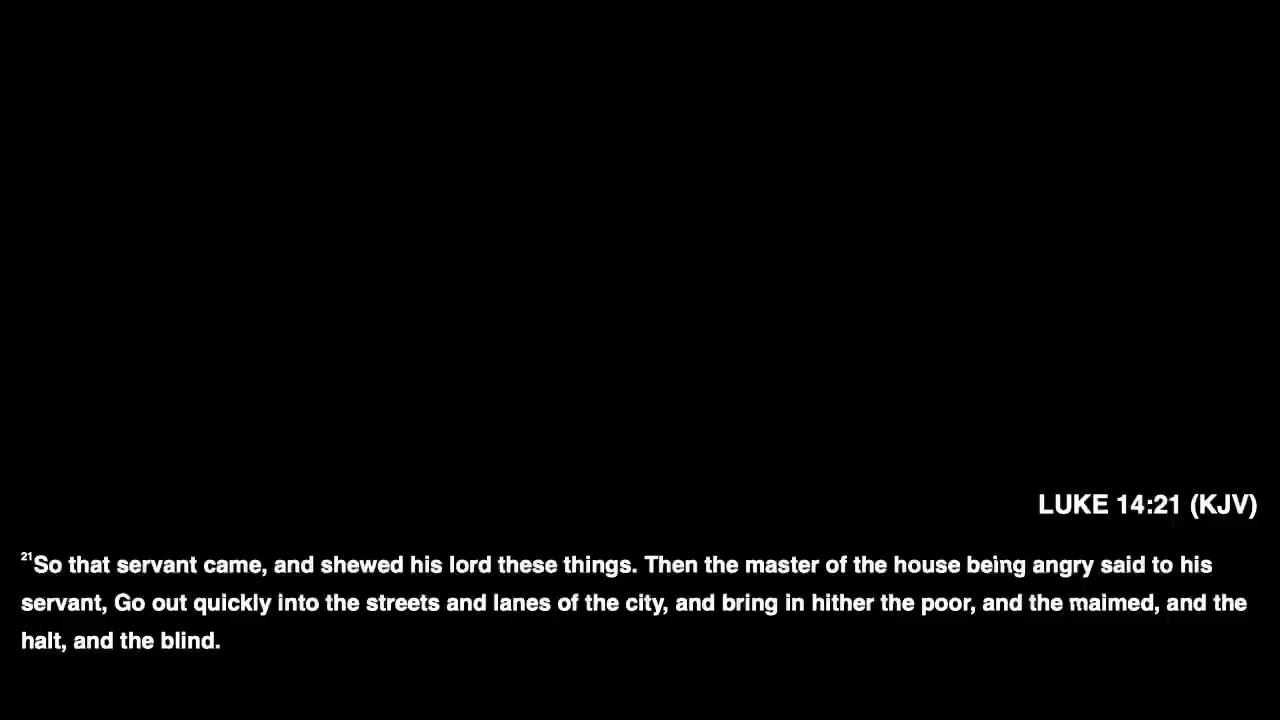 LUKE 14:21 (KJV)
21So that servant came, and shewed his lord these things. Then the master of the house being angry said to his
servant, Go out quickly into the streets and lanes of the city, and bring in hither the poor, and the maimed, and the
halt, and the blind.